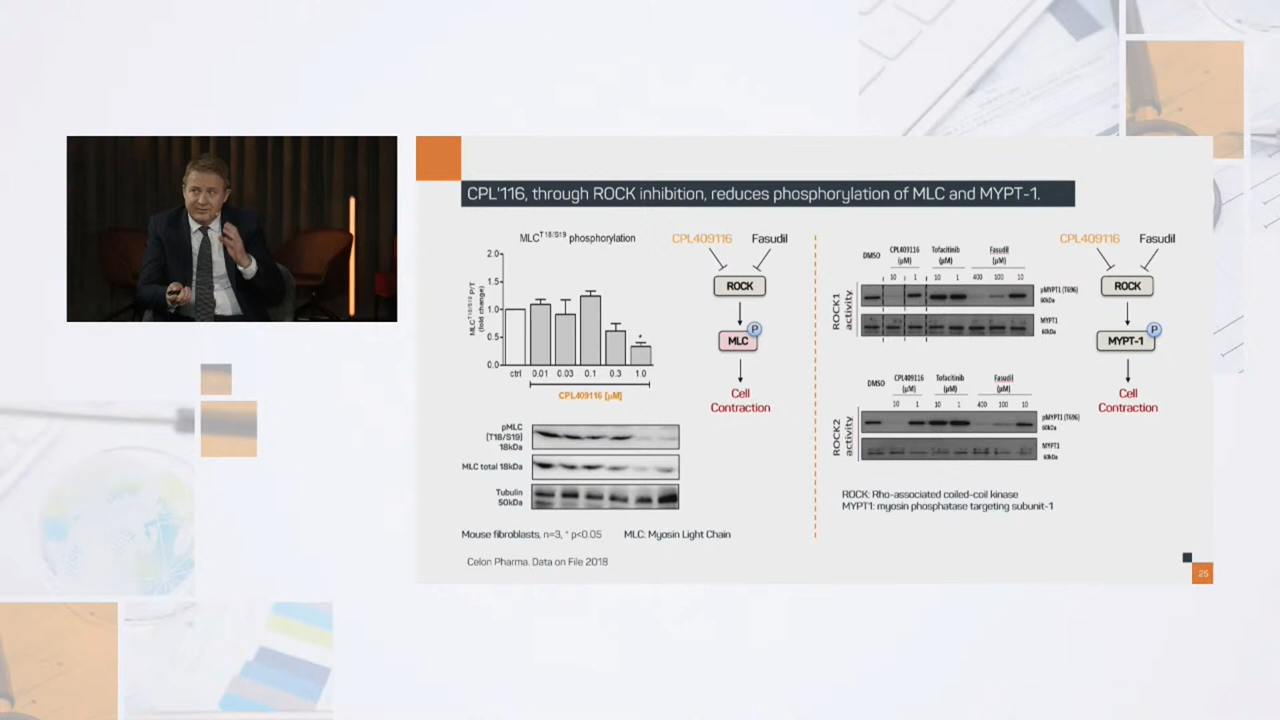 CPL'116, through ROCK inhibition, reduces phosphorylation of MLC and MYPT-1.
MLC^T18/S19 phosphorylation
MLC^T18/S19 P/T
(fold change)
2.0
1.5
1.0
0.5
0.0
*
ctrl 0.01 0.03 0.1 0.3 1.0
CPL409116 [µM]
pMLC
(T18/S19)
18kDa
MLC total 18kDa
Tubulin
50kDa
Mouse fibroblasts, n=3, * p<0.05 MLC: Myosin Light Chain
Celon Pharma. Data on File 2018
CPL409116 Fasudil
ROCK
P
MLC
Cell
Contraction
DMSO CPL409116 (µM) Tofacitinib (µM) Fasudil (µM)
10 1 10 1 400 100 10
ROCK1
activity
pMYPT1 (T696)
60kDa
MYPT1
60kDa
DMSO CPL409116 (µM) Tofacitinib (µM) Fasudil (µM)
10 1 10 1 400 100 10
ROCK2
activity
pMYPT1 (T696)
60kDa
MYPT1
60kDa
ROCK: Rho-associated coiled-coil kinase
MYPT1: myosin phosphatase targeting subunit-1
CPL409116 Fasudil
ROCK
P
MYPT-1
Cell
Contraction
25